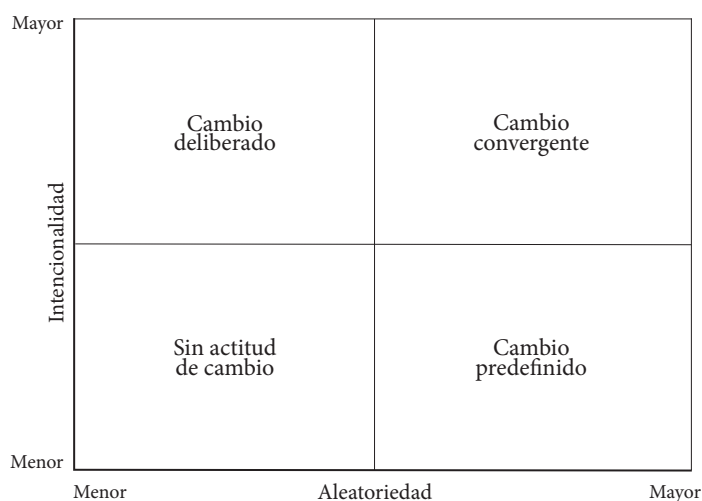 Mayor
Cambio
deliberado
Cambio
convergente
Intencionalidad
Sin actitud
de cambio
Cambio
predefinido
Menor
Menor
Aleatoriedad
Mayor